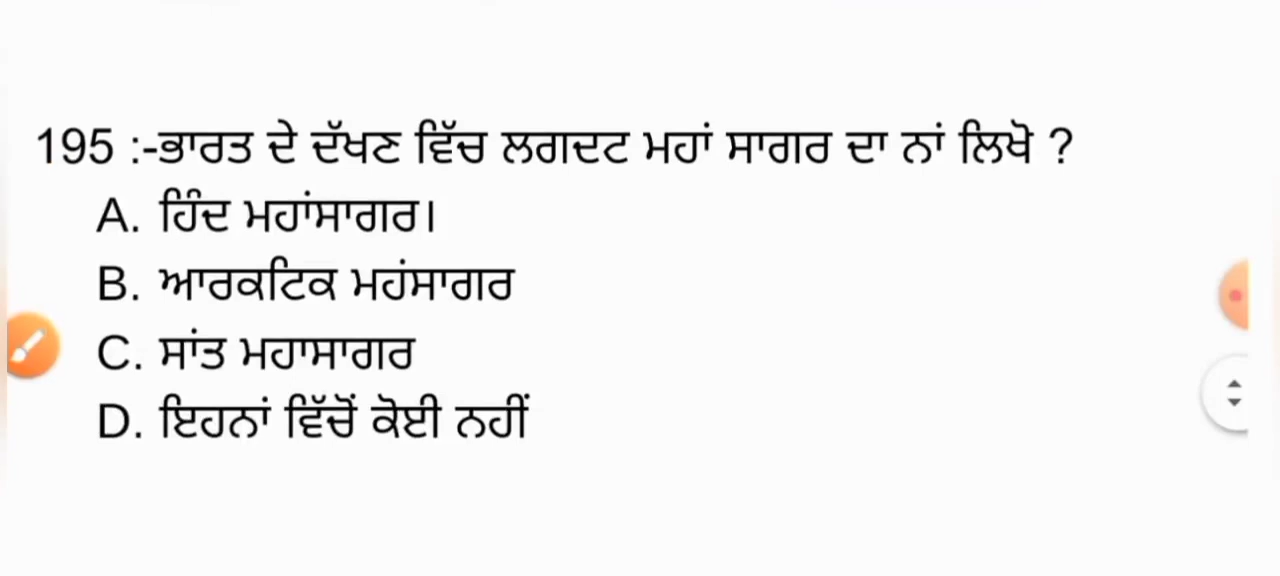 195 :-ਭਾਰਤ ਦੇ ਦੱਖਣ ਵਿੱਚ ਲਗਦਟ ਮਹਾਂ ਸਾਗਰ ਦਾ ਨਾਂ ਲਿਖੋ ?
A. ਹਿੰਦ ਮਹਾਂਸਾਗਰ।
B. ਆਰਕਟਿਕ ਮਹਂਸਾਗਰ
C. ਸਾਂਤ ਮਹਾਸਾਗਰ
D. ਇਹਨਾਂ ਵਿੱਚੋਂ ਕੋਈ ਨਹੀਂ